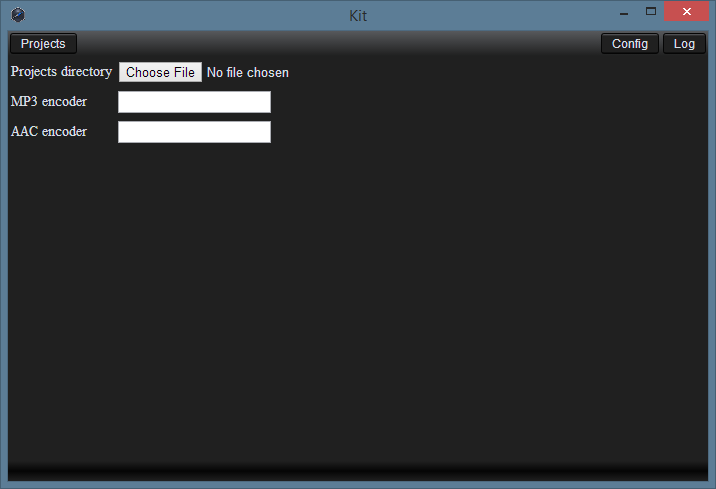 Kit
Projects Config Log
Projects directory Choose File No file chosen
MP3 encoder
AAC encoder